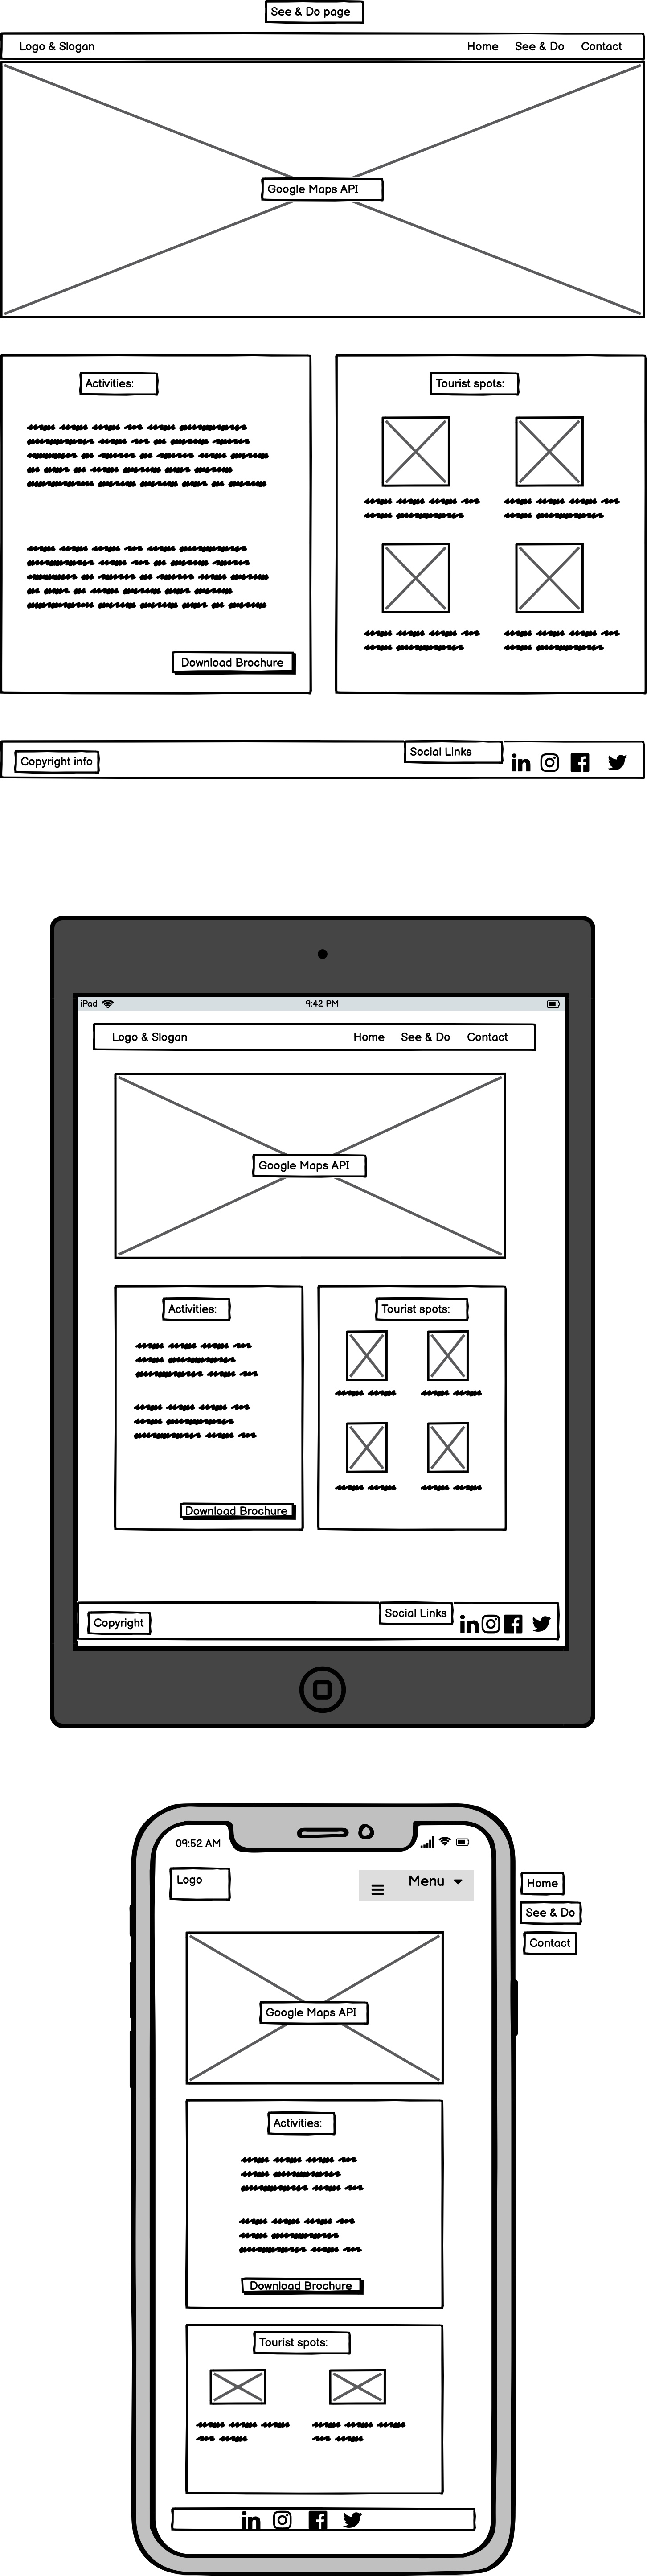 See & Do page
Logo & Slogan Home See & Do Contact
Google Maps API
Activities:
Tourist spots:
Download Brochure
Copyright info
Social Links
iPad 9:42 PM
Logo & Slogan Home See & Do Contact
Google Maps API
Activities:
Tourist spots:
Download Brochure
Copyright
Social Links
09:52 AM
Logo
Menu
Home
See & Do
Contact
Google Maps API
Activities:
Download Brochure
Tourist spots: